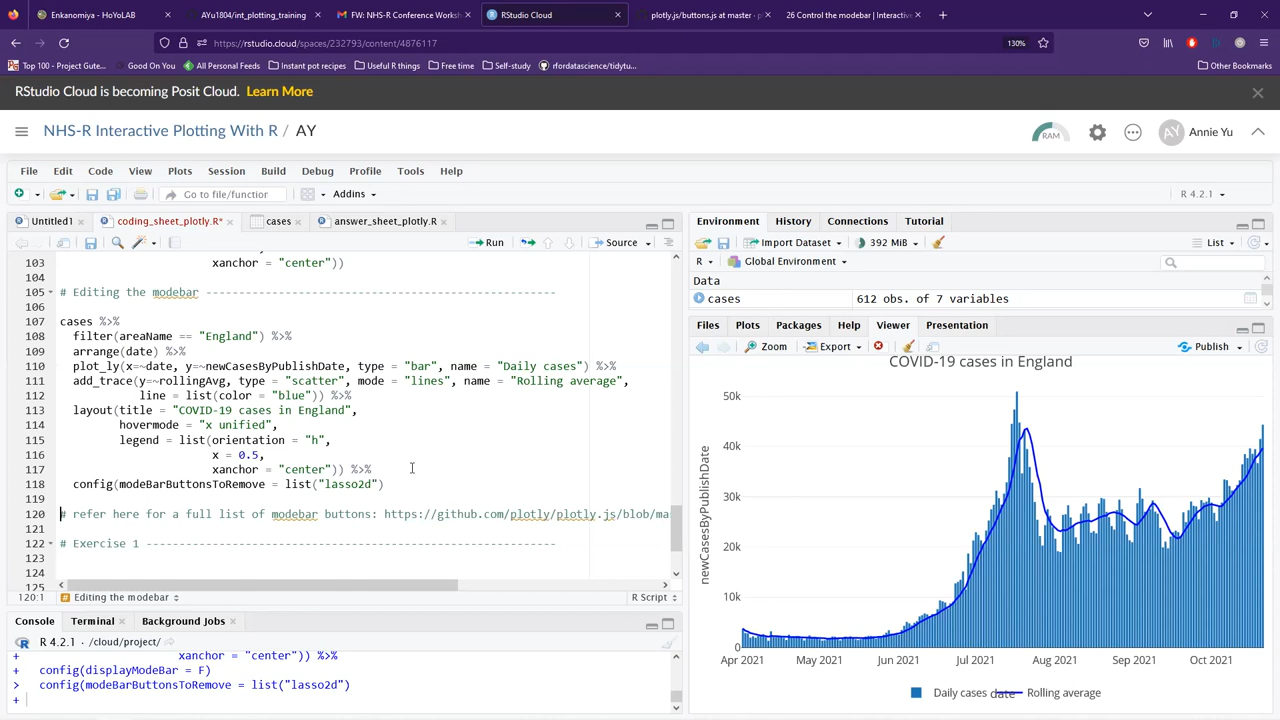 Enkanomiya - HoYoLAB
AYu1804/int_plotting_training
FW: NHS-R Conference Worksh
RStudio Cloud
plotly.js/buttons.js at master · p
26 Control the modebar | Interactive
https://rstudio.cloud/spaces/232793/content/4876117
130%
Top 100 - Project Gute
Good On You
All Personal Feeds
Instant pot recipes
Useful R things
Free time
Self-study
rfordatascience/tidytu
Other Bookmarks
RStudio Cloud is becoming Posit Cloud. Learn More
NHS-R Interactive Plotting With R / AY
RAM
AY
Annie Yu
File Edit Code View Plots Session Build Debug Profile Tools Help
Go to file/function
Addins
R 4.2.1
Untitled1
coding_sheet_plotly.R*
cases
answer_sheet_plotly.R
Run
Source
103 xanchor = "center"))
104
105 # Editing the modebar -----------------------------------------------------
106
107 cases %>%
108 filter(areaName == "England") %>%
109 arrange(date) %>%
110 plot_ly(x=~date, y=~newCasesByPublishDate, type = "bar", name = "Daily cases") %>%
111 add_trace(y=~rollingAvg, type = "scatter", mode = "lines", name = "Rolling average",
112 line = list(color = "blue")) %>%
113 layout(title = "COVID-19 cases in England",
114 hovermode = "x unified",
115 legend = list(orientation = "h",
116 x = 0.5,
117 xanchor = "center")) %>%
118 config(modeBarButtonsToRemove = list("lasso2d")
119
120 # refer here for a full list of modebar buttons: https://github.com/plotly/plotly.js/blob/mas
121
122 # Exercise 1 --------------------------------------------------------------
123
124
125
120:1
Editing the modebar
R Script
Console
Terminal
Background Jobs
R 4.2.1 · /cloud/project/
+ xanchor = "center")) %>%
+ config(displayModeBar = F)
> config(modeBarButtonsToRemove = list("lasso2d")
+
Environment
History
Connections
Tutorial
Import Dataset
392 MiB
List
R
Global Environment
Data
cases
612 obs. of 7 variables
Files
Plots
Packages
Help
Viewer
Presentation
Zoom
Export
Publish
COVID-19 cases in England
50k
40k
30k
20k
10k
0
newCasesByPublishDate
Apr 2021
May 2021
Jun 2021
Jul 2021
Aug 2021
Sep 2021
Oct 2021
date
Daily cases
Rolling average